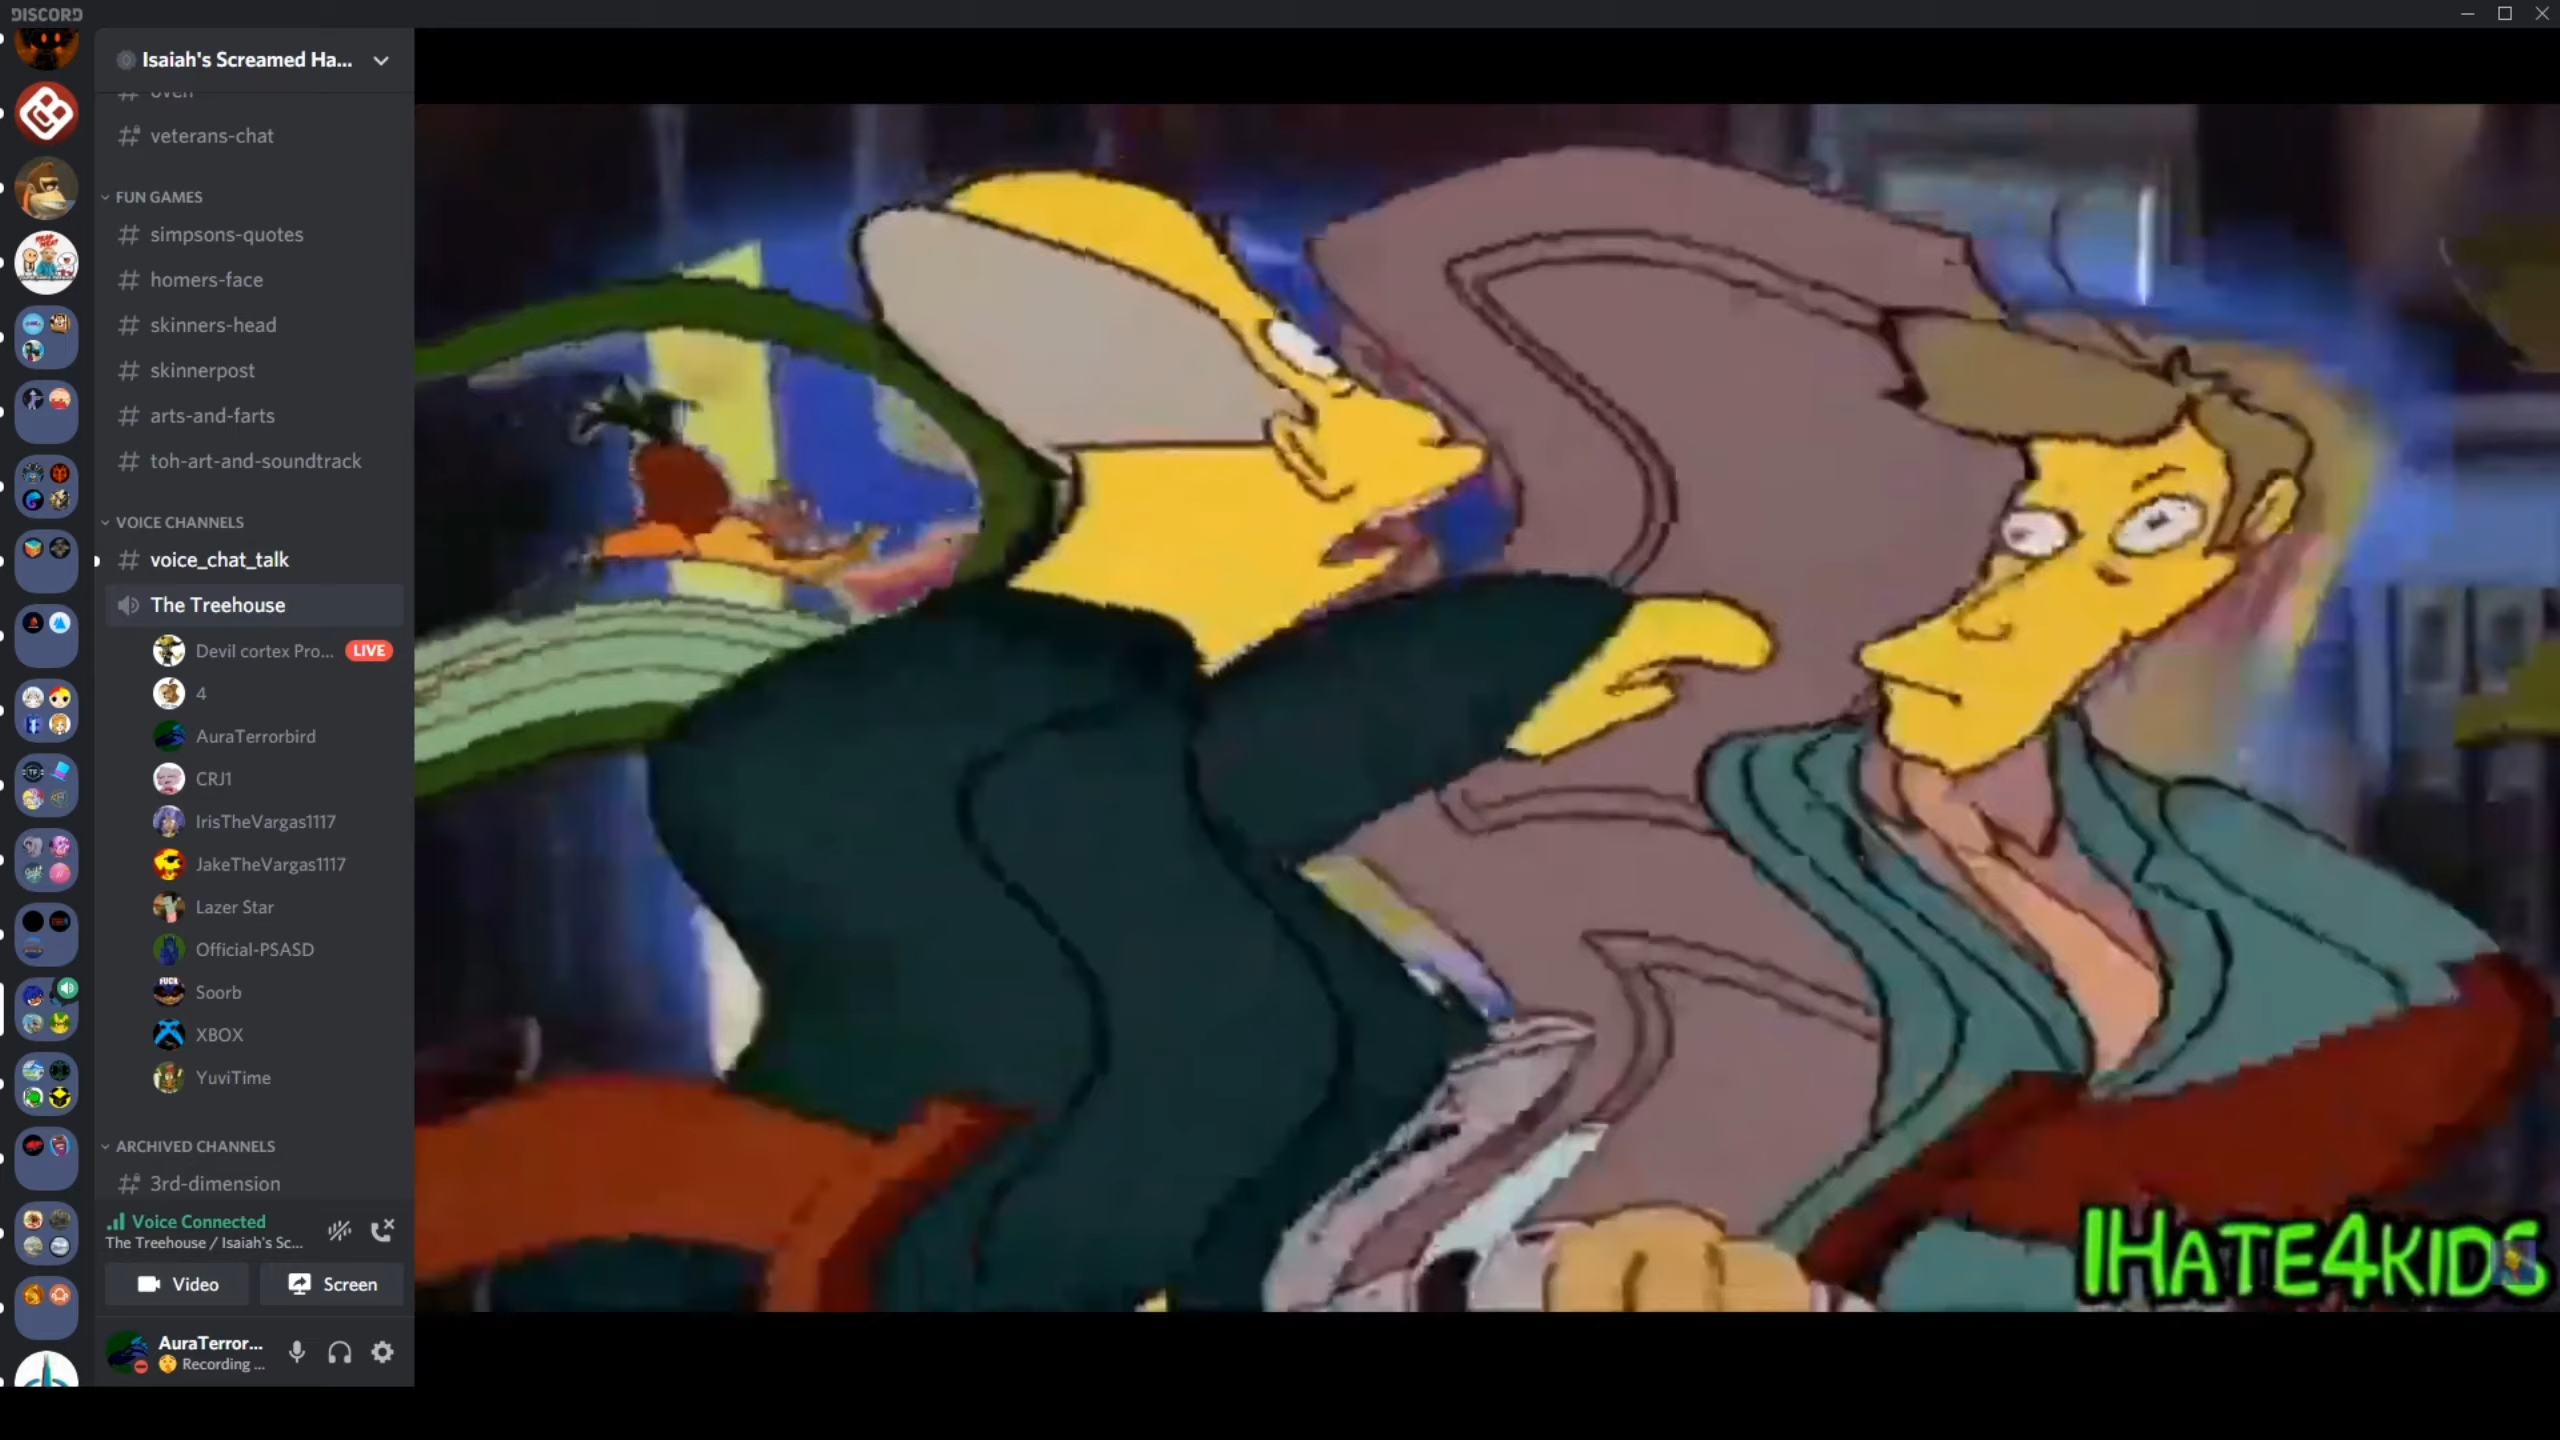 DISCORD
Isaiah's Screamed Ha...
oven
veterans-chat
FUN GAMES
simpsons-quotes
homers-face
skinners-head
skinnerpost
arts-and-farts
toh-art-and-soundtrack
VOICE CHANNELS
voice_chat_talk
The Treehouse
Devil cortex Pro... LIVE
4
AuraTerrorbird
CRJ1
IrisTheVargas1117
JakeTheVargas1117
Lazer Star
Official-PSASD
Soorb
XBOX
YuviTime
ARCHIVED CHANNELS
3rd-dimension
Voice Connected
The Treehouse / Isaiah's Sc...
Video Screen
AuraTerror...
Recording ...
IHATE4KIDS